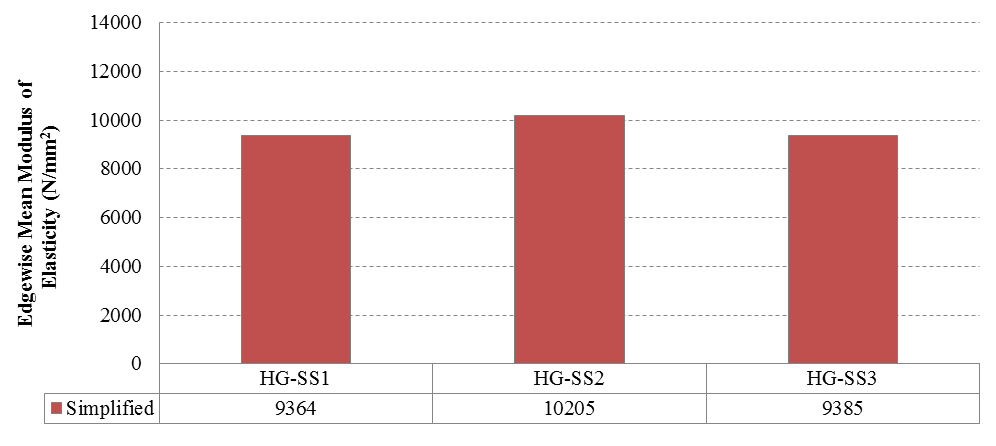 Edgewise Mean Modulus of
Elasticity (N/mm²)
14000
12000
10000
8000
6000
4000
2000
0
HG-SS1 HG-SS2 HG-SS3
Simplified 9364 10205 9385